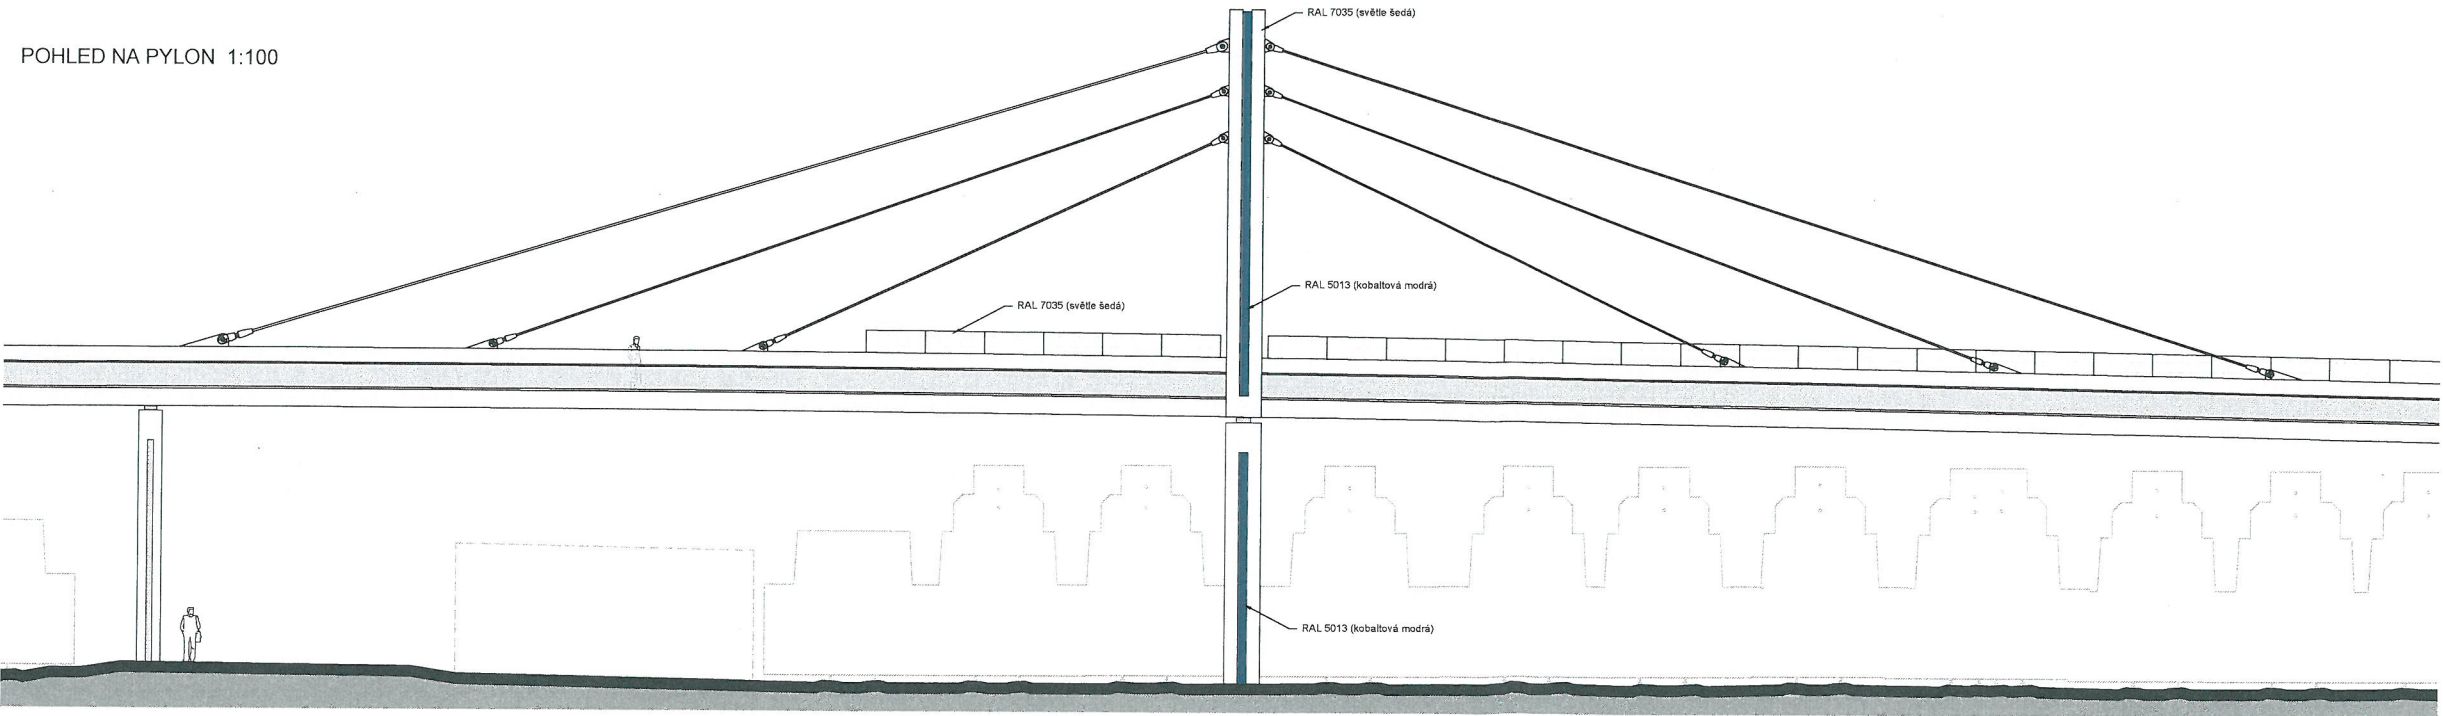 RAL 7035 (světle šedá)
POHLED NA PYLON 1:100
RAL 5013 (kobaltová modrá)
RAL 7035 (světle šedá)
RAL 5013 (kobaltová modrá)